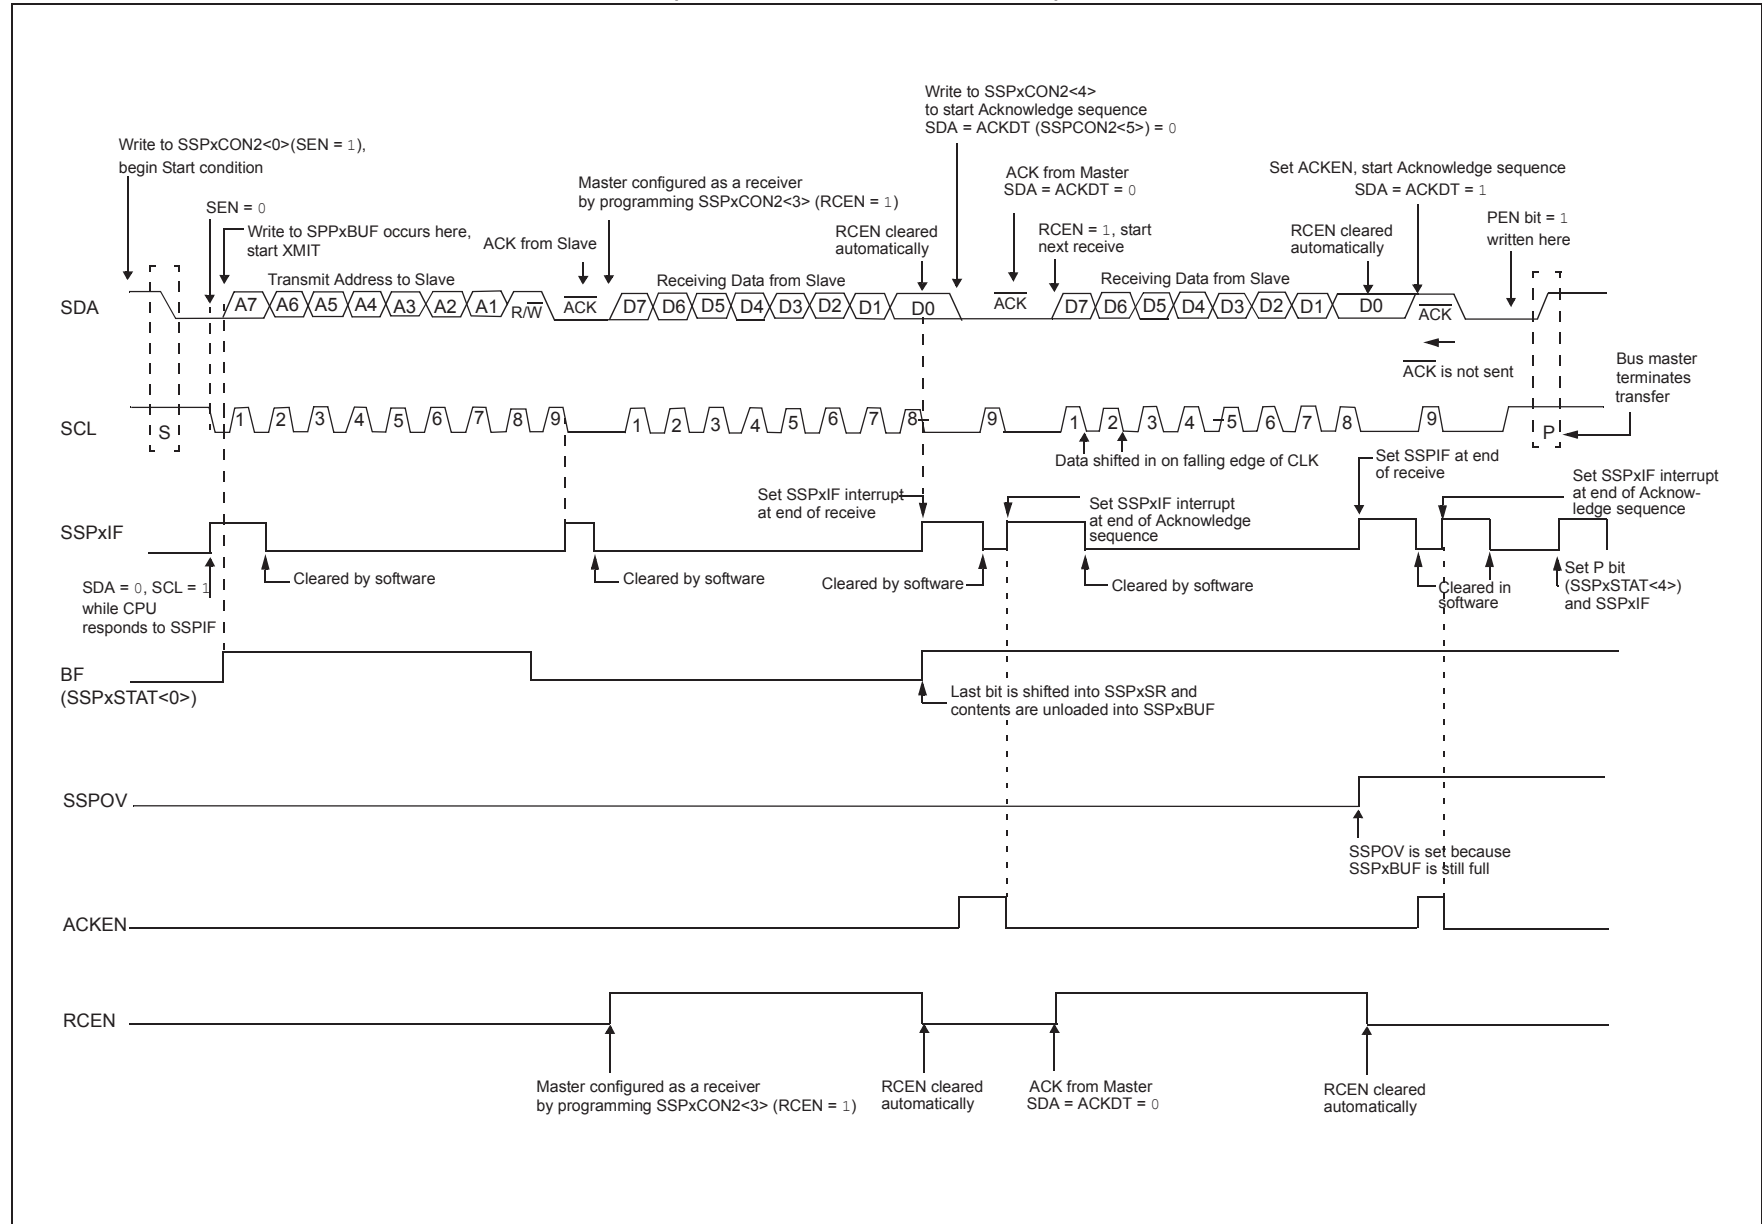 Write to SSPxCON2<4>
to start Acknowledge sequence
SDA = ACKDT (SSPCON2<5>) = 0
Write to SSPxCON2<0>(SEN = 1),
begin Start condition
ACK from Master
SDA = ACKDT = 0
Set ACKEN, start Acknowledge sequence
SDA = ACKDT = 1
Master configured as a receiver
by programming SSPxCON2<3> (RCEN = 1)
SEN = 0
Write to SPPxBUF occurs here,
start XMIT
ACK from Slave
RCEN cleared
automatically
RCEN = 1, start
next receive
RCEN cleared
automatically
PEN bit = 1
written here
Transmit Address to Slave
Receiving Data from Slave
Receiving Data from Slave
SDA
A7 A6 A5 A4 A3 A2 A1 R/W ACK D7 D6 D5 D4 D3 D2 D1 D0 ACK D7 D6 D5 D4 D3 D2 D1 D0 ACK
ACK is not sent
Bus master
terminates
transfer
SCL
S 1 2 3 4 5 6 7 8 9 1 2 3 4 5 6 7 8 9 1 2 3 4 5 6 7 8 9 P
Data shifted in on falling edge of CLK
Set SSPIF at end
of receive
Set SSPxIF interrupt
at end of receive
Set SSPxIF interrupt
at end of Acknowledge
sequence
Set SSPxIF interrupt
at end of Acknow-
ledge sequence
SSPxIF
Cleared by software
Cleared by software
Cleared by software
Cleared by software
Cleared in
software
Set P bit
(SSPxSTAT<4>)
and SSPxIF
SDA = 0, SCL = 1
while CPU
responds to SSPIF
BF
(SSPxSTAT<0>)
Last bit is shifted into SSPxSR and
contents are unloaded into SSPxBUF
SSPOV
SSPOV is set because
SSPxBUF is still full
ACKEN
RCEN
Master configured as a receiver
by programming SSPxCON2<3> (RCEN = 1)
RCEN cleared
automatically
ACK from Master
SDA = ACKDT = 0
RCEN cleared
automatically